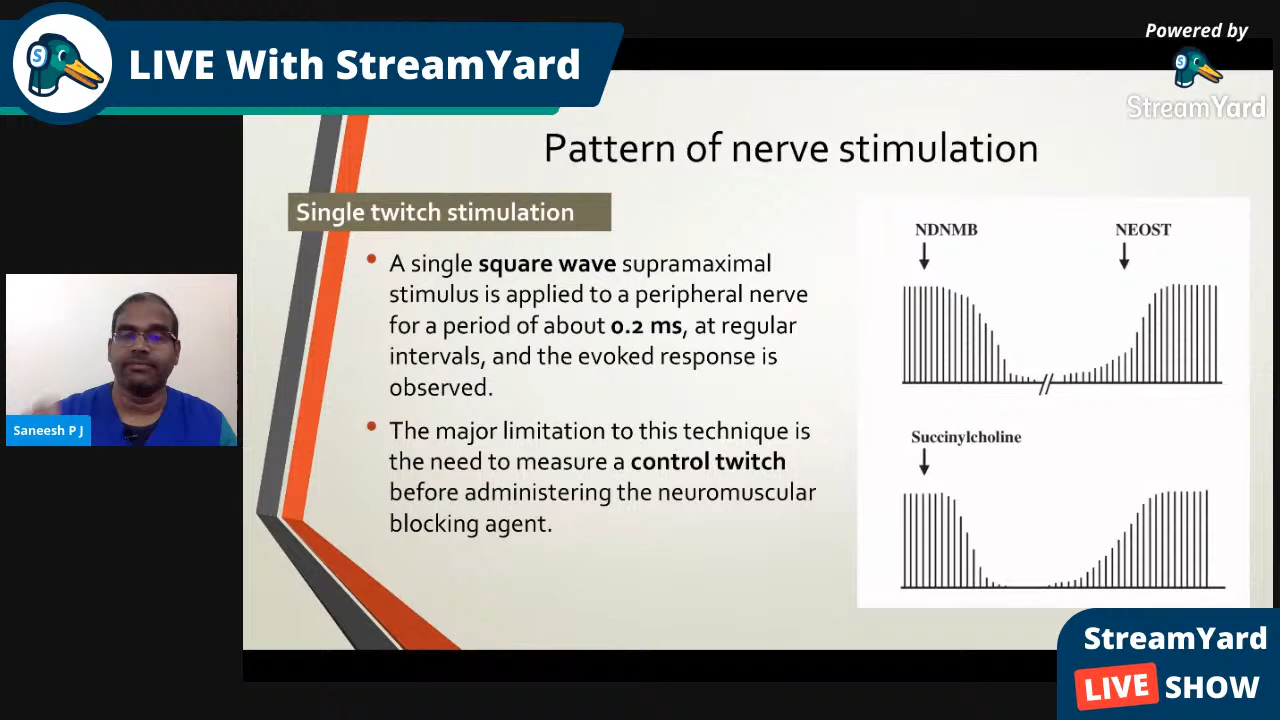 LIVE With StreamYard
Powered by
StreamYard
Pattern of nerve stimulation
Single twitch stimulation
• A single square wave supramaximal
stimulus is applied to a peripheral nerve
for a period of about 0.2 ms, at regular
intervals, and the evoked response is
observed.
• The major limitation to this technique is
the need to measure a control twitch
before administering the neuromuscular
blocking agent.
NDNMB
NEOST
Succinylcholine
Saneesh P J
StreamYard
LIVE SHOW